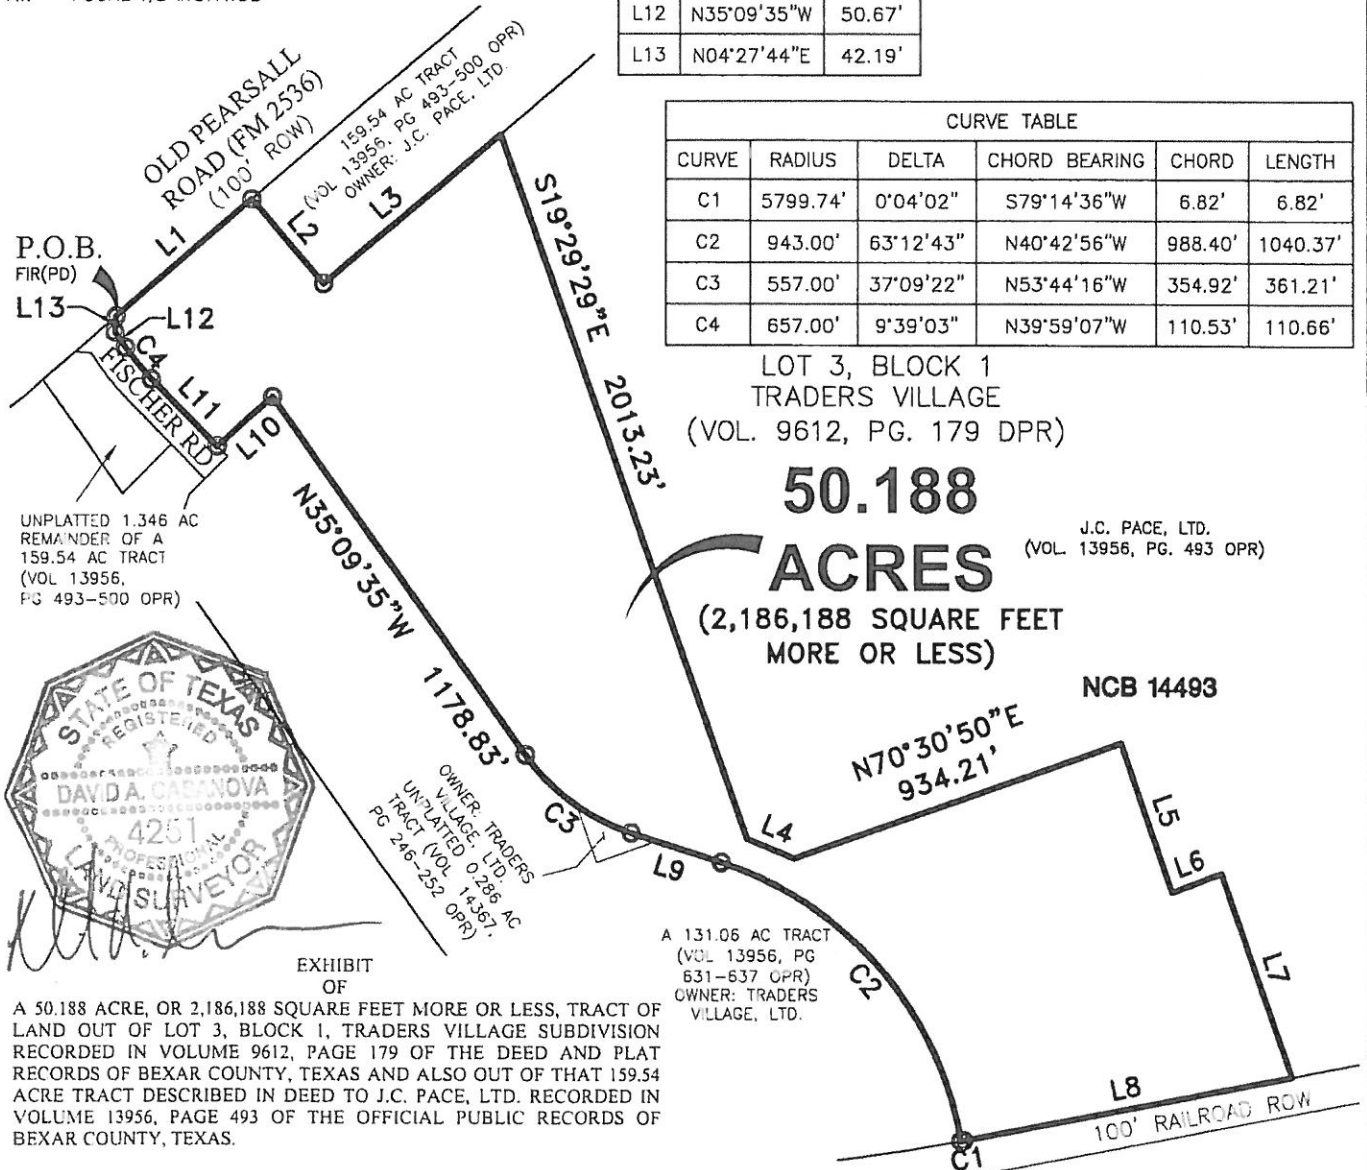 L12 N35°09'35"W 50.67'
L13 N04°27'44"E 42.19'
CURVE TABLE
CURVE RADIUS DELTA CHORD BEARING CHORD LENGTH
C1 5799.74' 0°04'02" S79°14'36"W 6.82' 6.82'
C2 943.00' 63°12'43" N40°42'56"W 988.40' 1040.37'
C3 557.00' 37°09'22" N53°44'16"W 354.92' 361.21'
C4 657.00' 9°39'03" N39°59'07"W 110.53' 110.66'
OLD PEARSALL
ROAD (FM 2536)
(100' ROW)
159.54 AC TRACT
(VOL 13956, PG 493-500 OPR)
OWNER: J.C. PACE, LTD.
P.O.B.
FIR(PD)
L13
L1
L2
L3
L12
C4
FISCHER RD
L11
L10
S19°29'29"E 2013.23'
LOT 3, BLOCK 1
TRADERS VILLAGE
(VOL. 9612, PG. 179 DPR)
50.188
ACRES
(2,186,188 SQUARE FEET
MORE OR LESS)
J.C. PACE, LTD.
(VOL. 13956, PG. 493 OPR)
NCB 14493
UNPLATTED 1.346 AC
REMAINDER OF A
159.54 AC TRACT
(VOL 13956,
PG 493-500 OPR)
N35°09'35"W 1178.83'
N70°30'50"E
934.21'
STATE OF TEXAS
REGISTERED
DAVID A. CASANOVA
4251
PROFESSIONAL
LAND SURVEYOR
OWNER: TRADERS
VILLAGE, LTD.
UNPLATTED 0.286 AC
TRACT (VOL 14367,
PG 246-252 OPR)
C3
L9
L4
L5
L6
L7
C2
A 131.06 AC TRACT
(VOL 13956, PG
631-637 OPR)
OWNER: TRADERS
VILLAGE, LTD.
L8
100' RAILROAD ROW
C1
EXHIBIT
OF
A 50.188 ACRE, OR 2,186,188 SQUARE FEET MORE OR LESS, TRACT OF
LAND OUT OF LOT 3, BLOCK 1, TRADERS VILLAGE SUBDIVISION
RECORDED IN VOLUME 9612, PAGE 179 OF THE DEED AND PLAT
RECORDS OF BEXAR COUNTY, TEXAS AND ALSO OUT OF THAT 159.54
ACRE TRACT DESCRIBED IN DEED TO J.C. PACE, LTD. RECORDED IN
VOLUME 13956, PAGE 493 OF THE OFFICIAL PUBLIC RECORDS OF
BEXAR COUNTY, TEXAS.